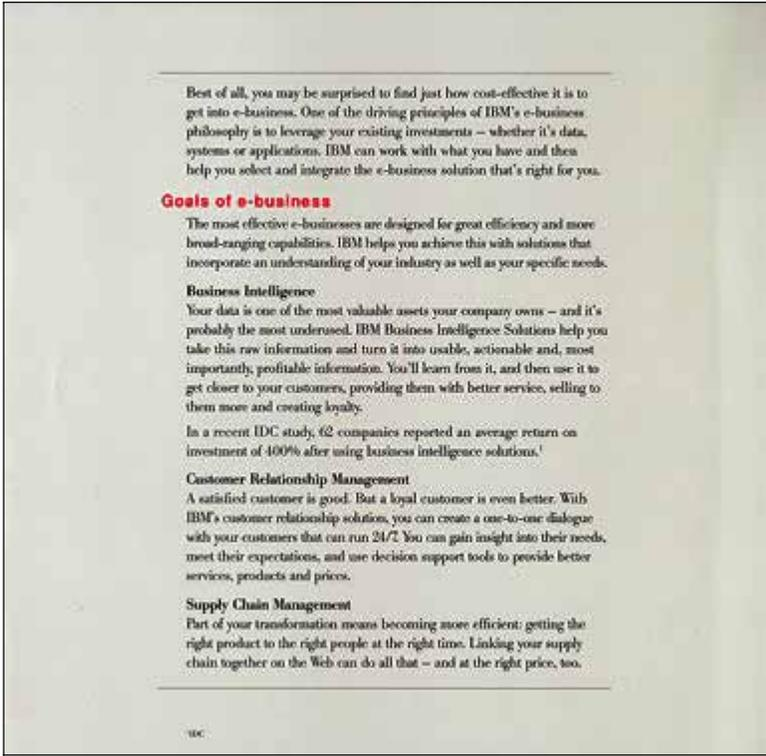 Best of all, you may be surprised to find just how cost-effective it is to
get into e-business. One of the driving principles of IBM's e-business
philosophy is to leverage your existing investments – whether it's data,
systems or applications. IBM can work with what you have and then
help you select and integrate the e-business solution that's right for you.
Goals of e-business
The most effective e-businesses are designed for great efficiency and more
broad-ranging capabilities. IBM helps you achieve this with solutions that
incorporate an understanding of your industry as well as your specific needs.
Business Intelligence
Your data is one of the most valuable assets your company owns – and it's
probably the most underused. IBM Business Intelligence Solutions help you
take this raw information and turn it into usable, actionable and, most
importantly, profitable information. You'll learn from it, and then use it to
get closer to your customers, providing them with better service, selling to
them more and creating loyalty.
In a recent IDC study, 62 companies reported an average return on
investment of 400% after using business intelligence solutions.¹
Customer Relationship Management
A satisfied customer is good. But a loyal customer is even better. With
IBM's customer relationship solution, you can create a one-to-one dialogue
with your customers that can run 24/7. You can gain insight into their needs,
meet their expectations, and use decision support tools to provide better
services, products and prices.
Supply Chain Management
Part of your transformation means becoming more efficient: getting the
right product to the right people at the right time. Linking your supply
chain together on the Web can do all that – and at the right price, too.
¹IDC